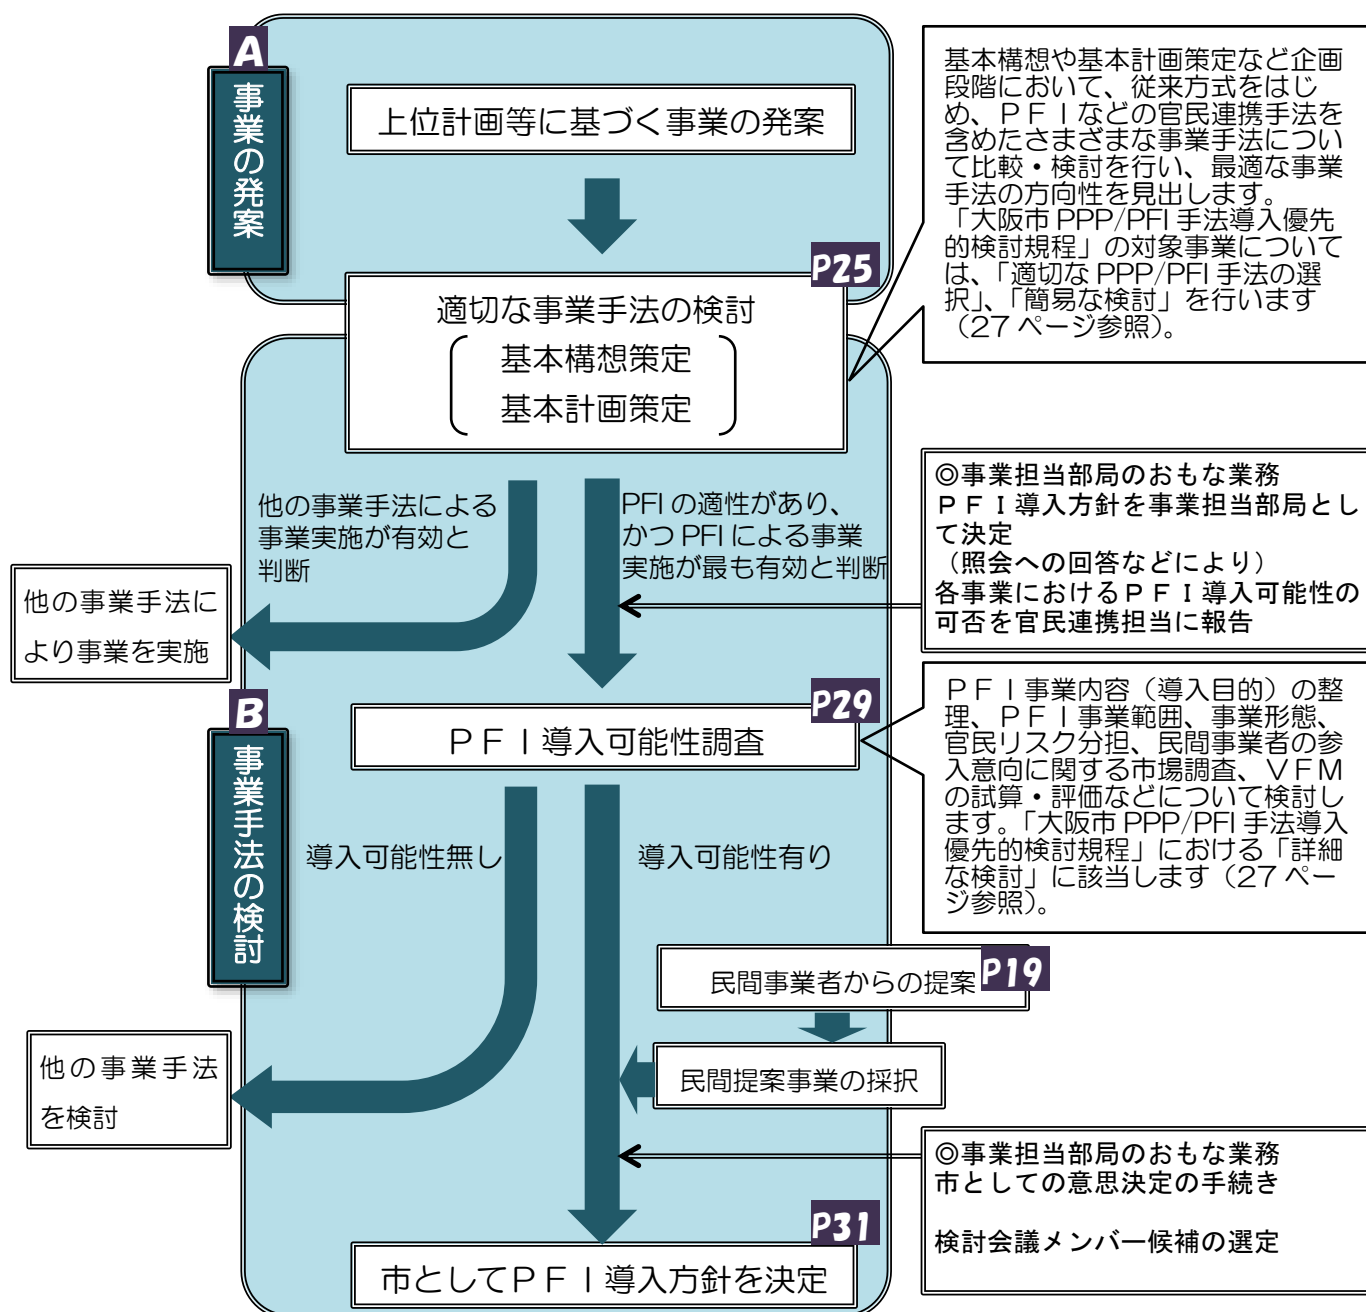 A
事業の発案
上位計画等に基づく事業の発案
基本構想や基本計画策定など企画
段階において、従来方式をはじ
め、ＰＦＩなどの官民連携手法を
含めたさまざまな事業手法につい
て比較・検討を行い、最適な事業
手法の方向性を見出します。
「大阪市 PPP/PFI 手法導入優先
的検討規程」の対象事業について
は、「適切な PPP/PFI 手法の選
択」、「簡易な検討」を行います
（27 ページ参照）。
P25
適切な事業手法の検討
基本構想策定
基本計画策定
他の事業手法による
事業実施が有効と
判断
PFI の適性があり、
かつ PFI による事業
実施が最も有効と判断
◎事業担当部局のおもな業務
ＰＦＩ導入方針を事業担当部局とし
て決定
（照会への回答などにより）
各事業におけるＰＦＩ導入可能性の
可否を官民連携担当に報告
他の事業手法に
より事業を実施
B
事業手法の検討
P29
ＰＦＩ導入可能性調査
ＰＦＩ事業内容（導入目的）の整
理、ＰＦＩ事業範囲、事業形態、
官民リスク分担、民間事業者の参
入意向に関する市場調査、ＶＦＭ
の試算・評価などについて検討し
ます。「大阪市 PPP/PFI 手法導入
優先的検討規程」における「詳細
な検討」に該当します（27 ペー
ジ参照）。
導入可能性無し
導入可能性有り
民間事業者からの提案
P19
民間提案事業の採択
他の事業手法
を検討
◎事業担当部局のおもな業務
市としての意思決定の手続き
検討会議メンバー候補の選定
P31
市としてＰＦＩ導入方針を決定